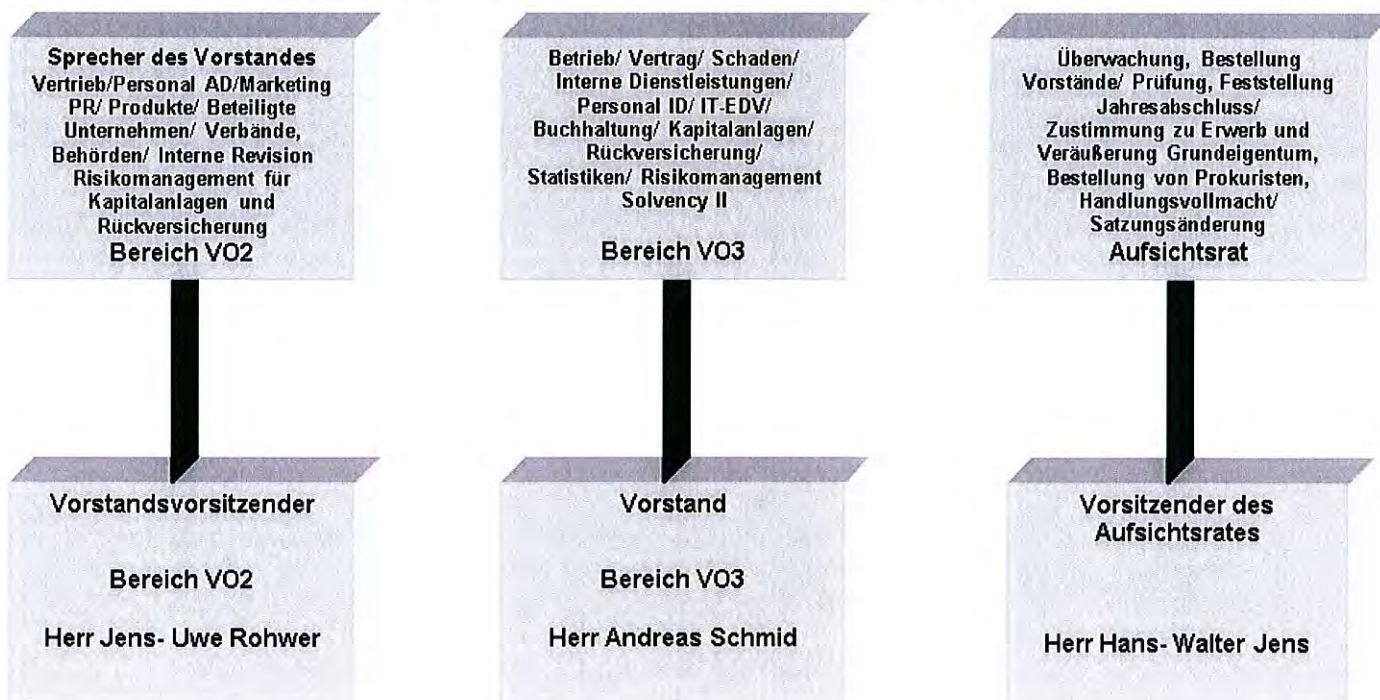 Sprecher des Vorstandes
Vertrieb/Personal AD/Marketing
PR/ Produkte/ Beteiligte
Unternehmen/ Verbände,
Behörden/ Interne Revision
Risikomanagement für
Kapitalanlagen und
Rückversicherung
Bereich VO2
Betrieb/ Vertrag/ Schaden/
Interne Dienstleistungen/
Personal ID/ IT-EDV/
Buchhaltung/ Kapitalanlagen/
Rückversicherung/
Statistiken/ Risikomanagement
Solvency II
Bereich VO3
Überwachung, Bestellung
Vorstände/ Prüfung, Feststellung
Jahresabschluss/
Zustimmung zu Erwerb und
Veräußerung Grundeigentum,
Bestellung von Prokuristen,
Handlungsvollmacht/
Satzungsänderung
Aufsichtsrat
Vorstandsvorsitzender
Bereich VO2
Herr Jens- Uwe Rohwer
Vorstand
Bereich VO3
Herr Andreas Schmid
Vorsitzender des
Aufsichtsrates
Herr Hans- Walter Jens